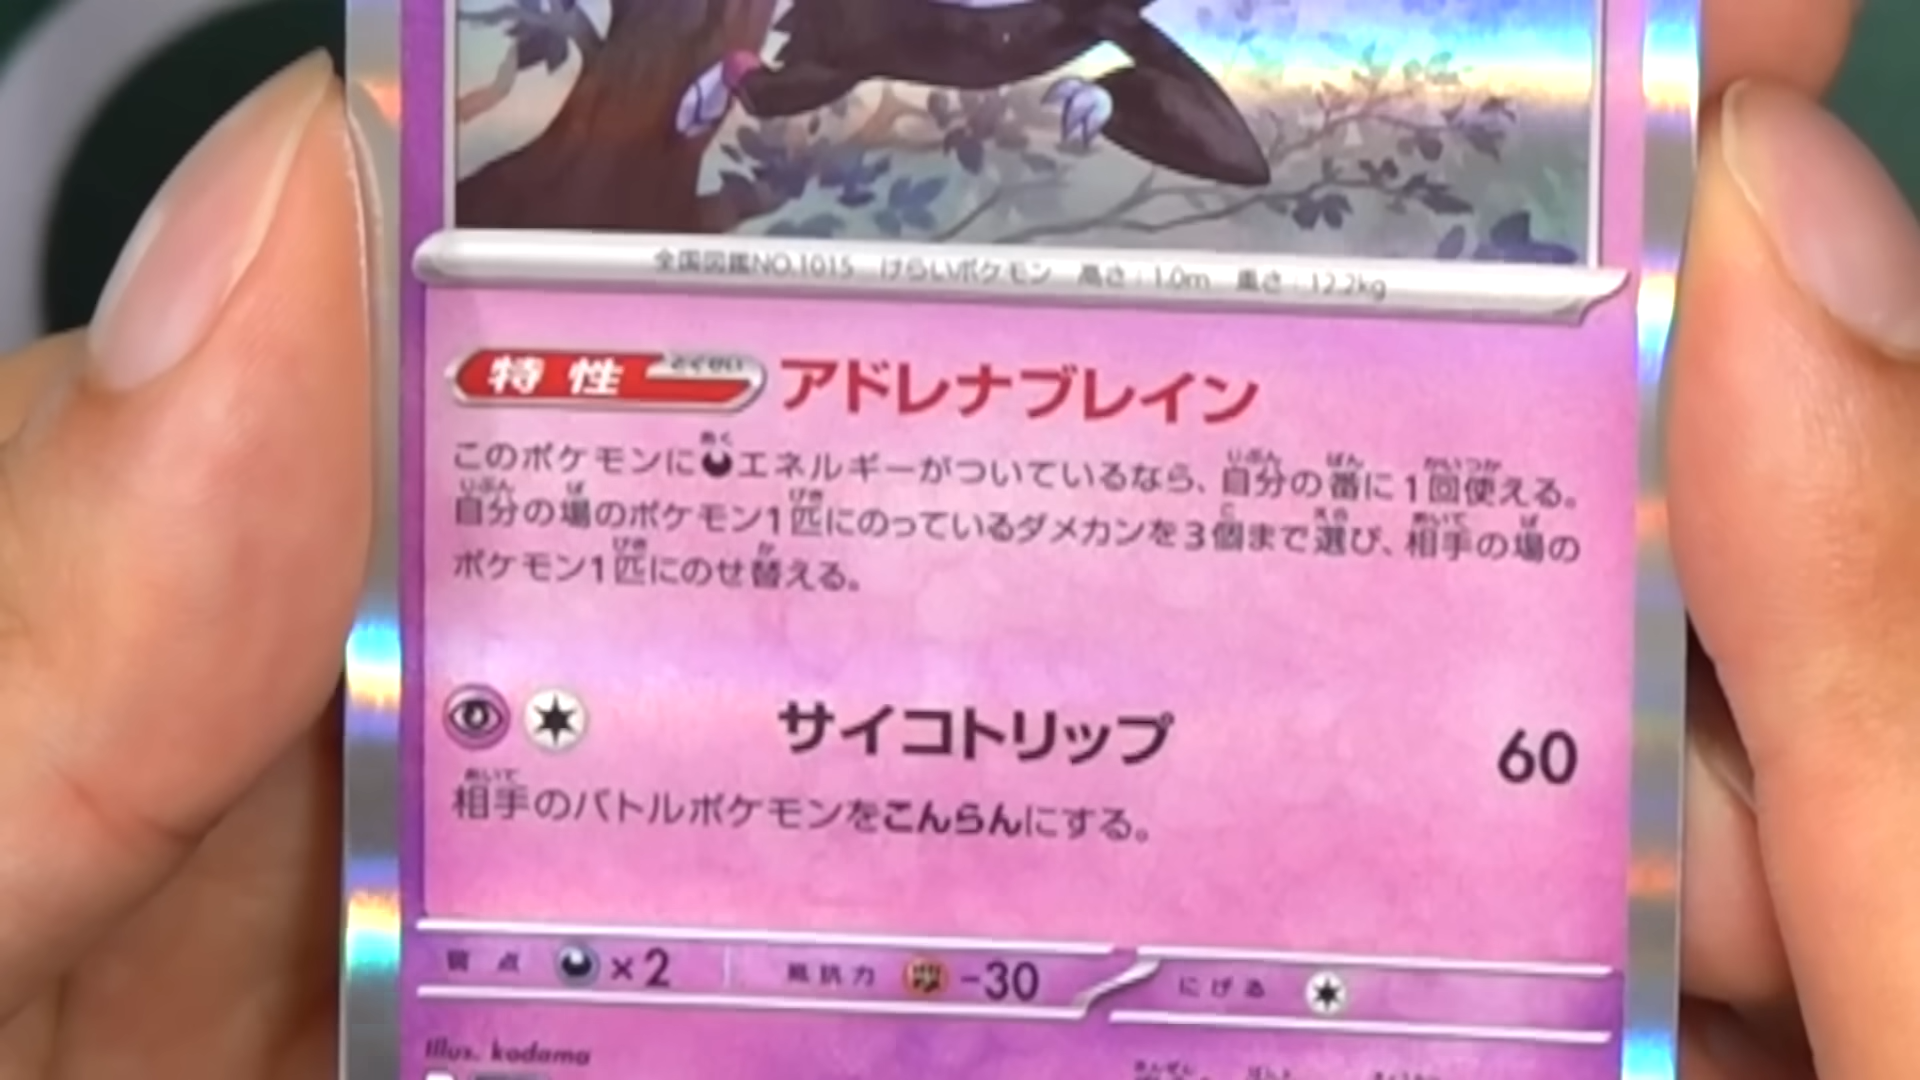 全国図鑑NO.1015 けらいポケモン 高さ:1.0m 重さ:12.2kg
特性 とくせい アドレナブレイン
このポケモンにエネルギーがついているなら、自分の番に1回使える。
自分の場のポケモン1匹にのっているダメカンを3個まで選び、相手の場の
ポケモン1匹にのせ替える。
サイコトリップ 60
相手のバトルポケモンをこんらんにする。
弱点 ×2 抵抗力 -30 にげる
Illus. kodama